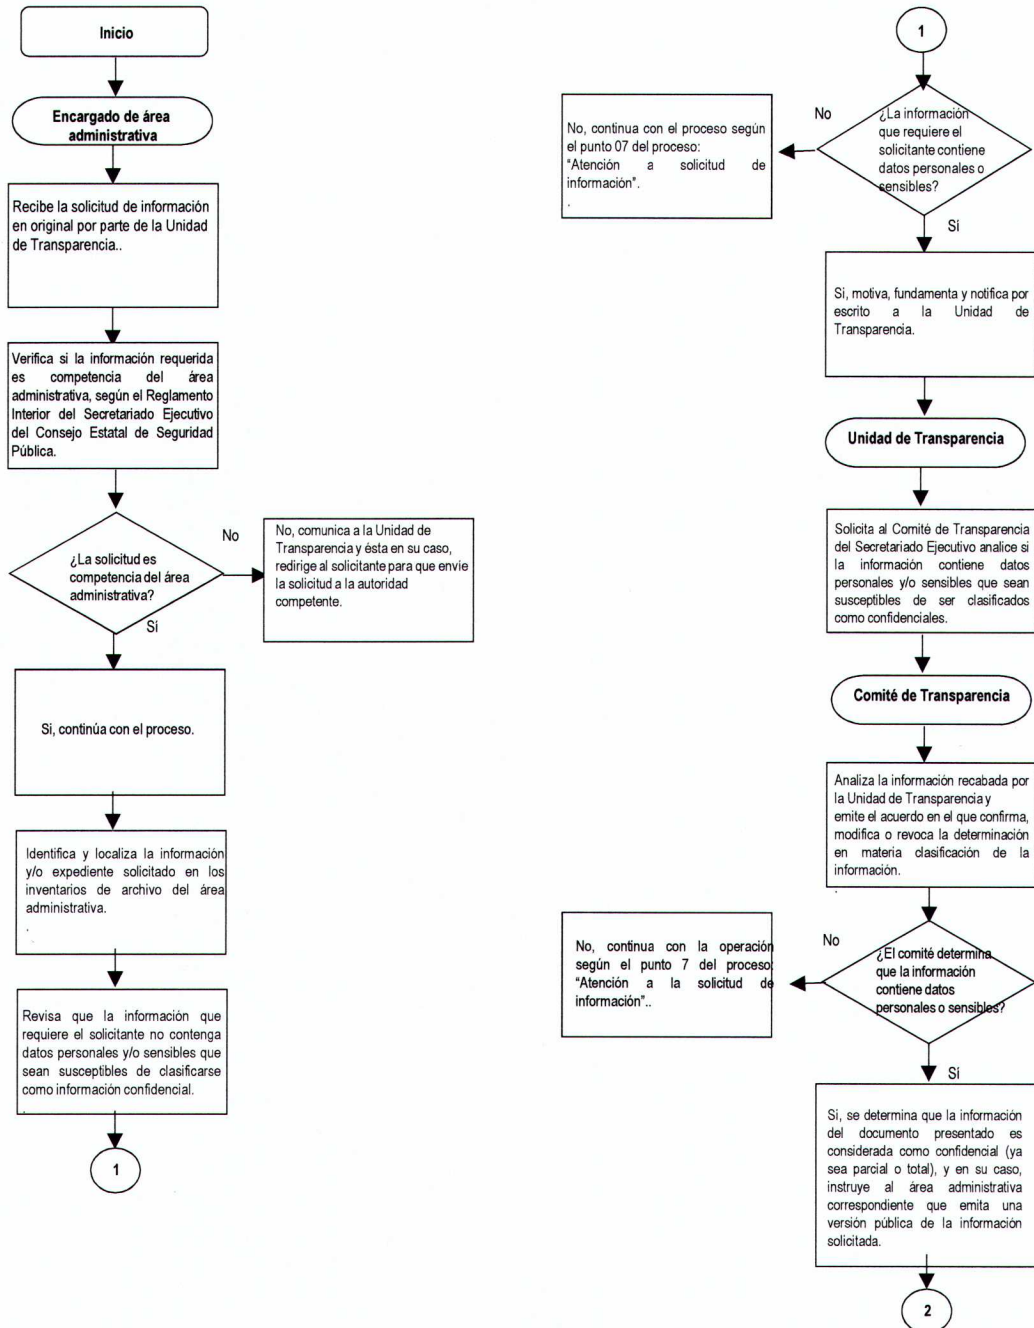 Inicio
Encargado de área
administrativa
Recibe la solicitud de información
en original por parte de la Unidad
de Transparencia..
Verifica si la información requerida
es competencia del área
administrativa, según el Reglamento
Interior del Secretariado Ejecutivo
del Consejo Estatal de Seguridad
Pública.
¿La solicitud es
competencia del área
administrativa?
No
No, comunica a la Unidad de
Transparencia y ésta en su caso,
redirige al solicitante para que envíe
la solicitud a la autoridad
competente.
Sí
Si, continúa con el proceso.
Identifica y localiza la información
y/o expediente solicitado en los
inventarios de archivo del área
administrativa.
.
Revisa que la información que
requiere el solicitante no contenga
datos personales y/o sensibles que
sean susceptibles de clasificarse
como información confidencial.
.
1
1
¿La información
que requiere el
solicitante contiene
datos personales o
sensibles?
No
No, continua con el proceso según
el punto 07 del proceso:
“Atención a solicitud de
información”.
.
Sí
Si, motiva, fundamenta y notifica por
escrito a la Unidad de
Transparencia.
Unidad de Transparencia
Solicita al Comité de Transparencia
del Secretariado Ejecutivo analice si
la información contiene datos
personales y/o sensibles que sean
susceptibles de ser clasificados
como confidenciales.
Comité de Transparencia
Analiza la información recabada por
la Unidad de Transparencia y
emite el acuerdo en el que confirma,
modifica o revoca la determinación
en materia clasificación de la
información.
¿El comité determina
que la información
contiene datos
personales o sensibles?
No
No, continua con la operación
según el punto 7 del proceso:
“Atención a la solicitud de
información”..
Sí
Si, se determina que la información
del documento presentado es
considerada como confidencial (ya
sea parcial o total), y en su caso,
instruye al área administrativa
correspondiente que emita una
versión pública de la información
solicitada.
2